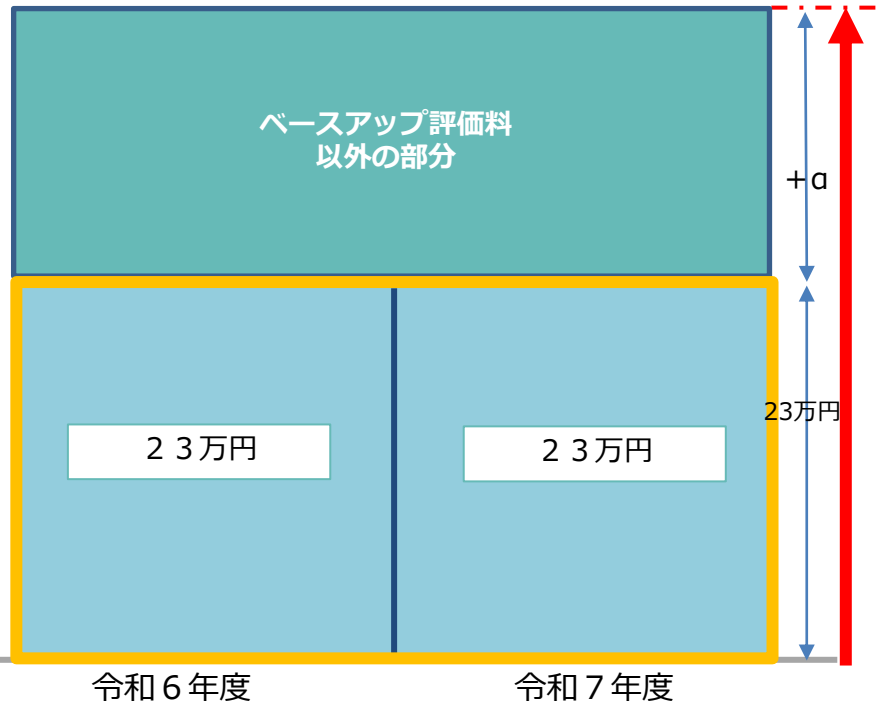 ベースアップ評価料
以外の部分
＋α
23万円
２３万円
２３万円
令和６年度
令和７年度